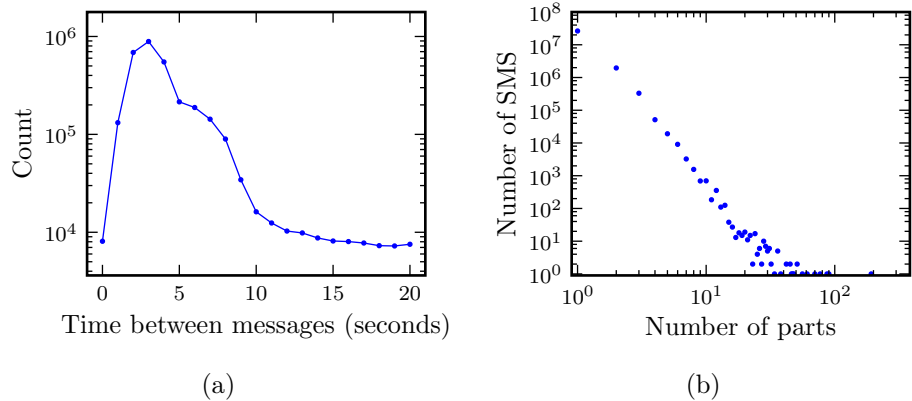 10^6
10^5
10^4
Count
0 5 10 15 20
Time between messages (seconds)
(a)
10^8
10^7
10^6
10^5
10^4
10^3
10^2
10^1
10^0
Number of SMS
10^0 10^1 10^2
Number of parts
(b)